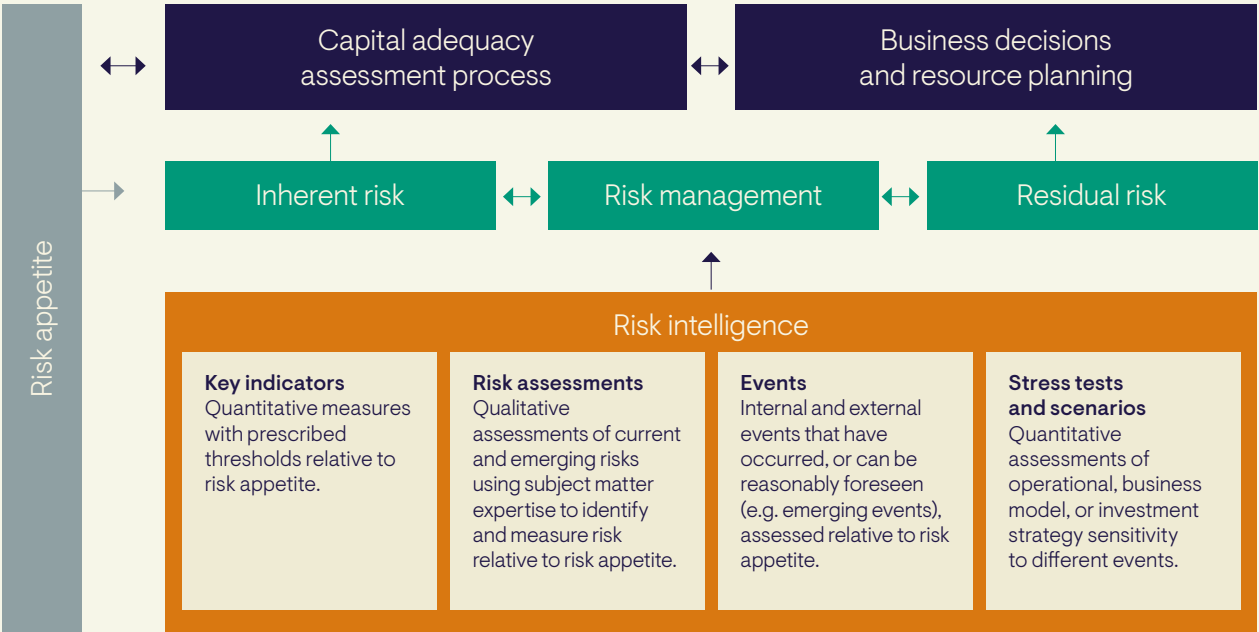 Risk appetite
Capital adequacy
assessment process
Business decisions
and resource planning
Inherent risk
Risk management
Residual risk
Risk intelligence
Key indicators
Quantitative measures
with prescribed
thresholds relative to
risk appetite.
Risk assessments
Qualitative
assessments of current
and emerging risks
using subject matter
expertise to identify
and measure risk
relative to risk appetite.
Events
Internal and external
events that have
occurred, or can be
reasonably foreseen
(e.g. emerging events),
assessed relative to risk
appetite.
Stress tests
and scenarios
Quantitative
assessments of
operational, business
model, or investment
strategy sensitivity
to different events.